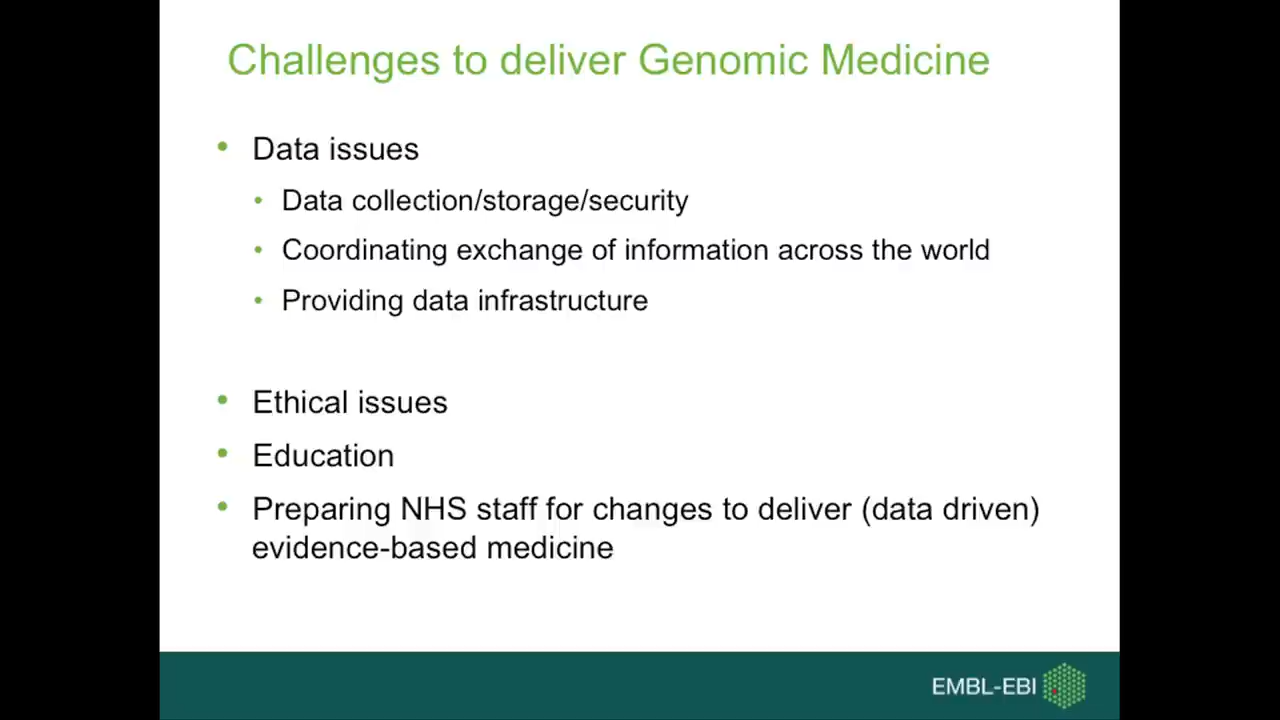 Challenges to deliver Genomic Medicine
• Data issues
• Data collection/storage/security
• Coordinating exchange of information across the world
• Providing data infrastructure
• Ethical issues
• Education
• Preparing NHS staff for changes to deliver (data driven)
evidence-based medicine
EMBL-EBI